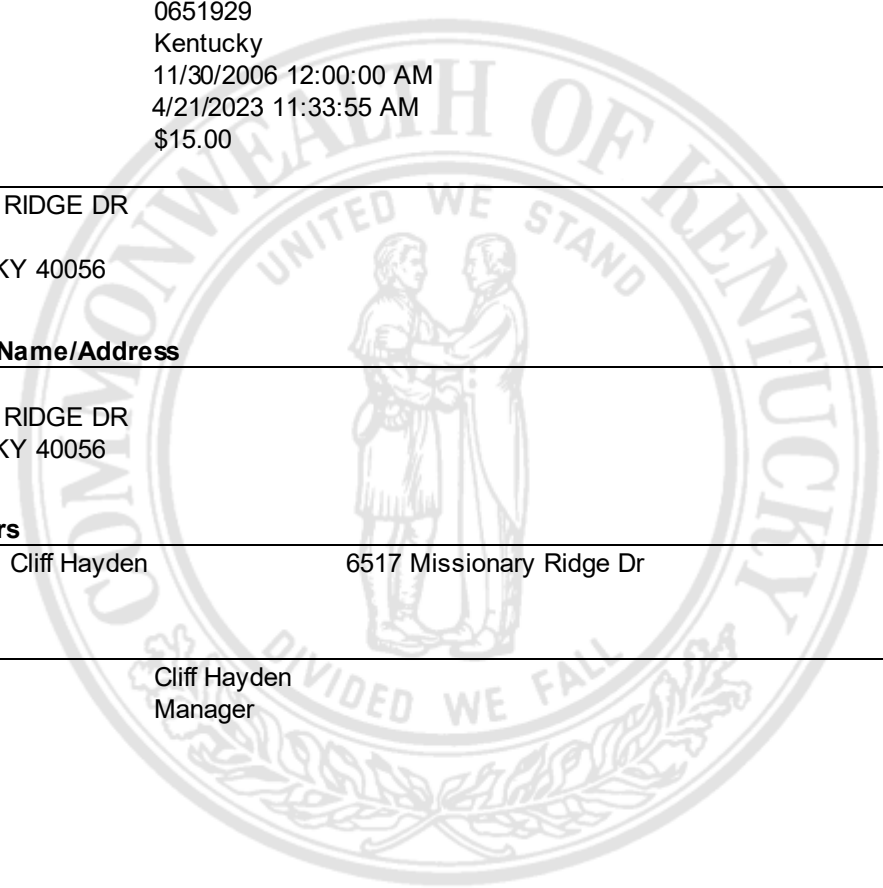 0651929
Kentucky
11/30/2006 12:00:00 AM
4/21/2023 11:33:55 AM
$15.00
RIDGE DR
KY 40056
Name/Address
RIDGE DR
KY 40056
rs
Cliff Hayden 6517 Missionary Ridge Dr
Cliff Hayden
Manager
COMMONWEALTH OF KENTUCKY
UNITED WE STAND
DIVIDED WE FALL